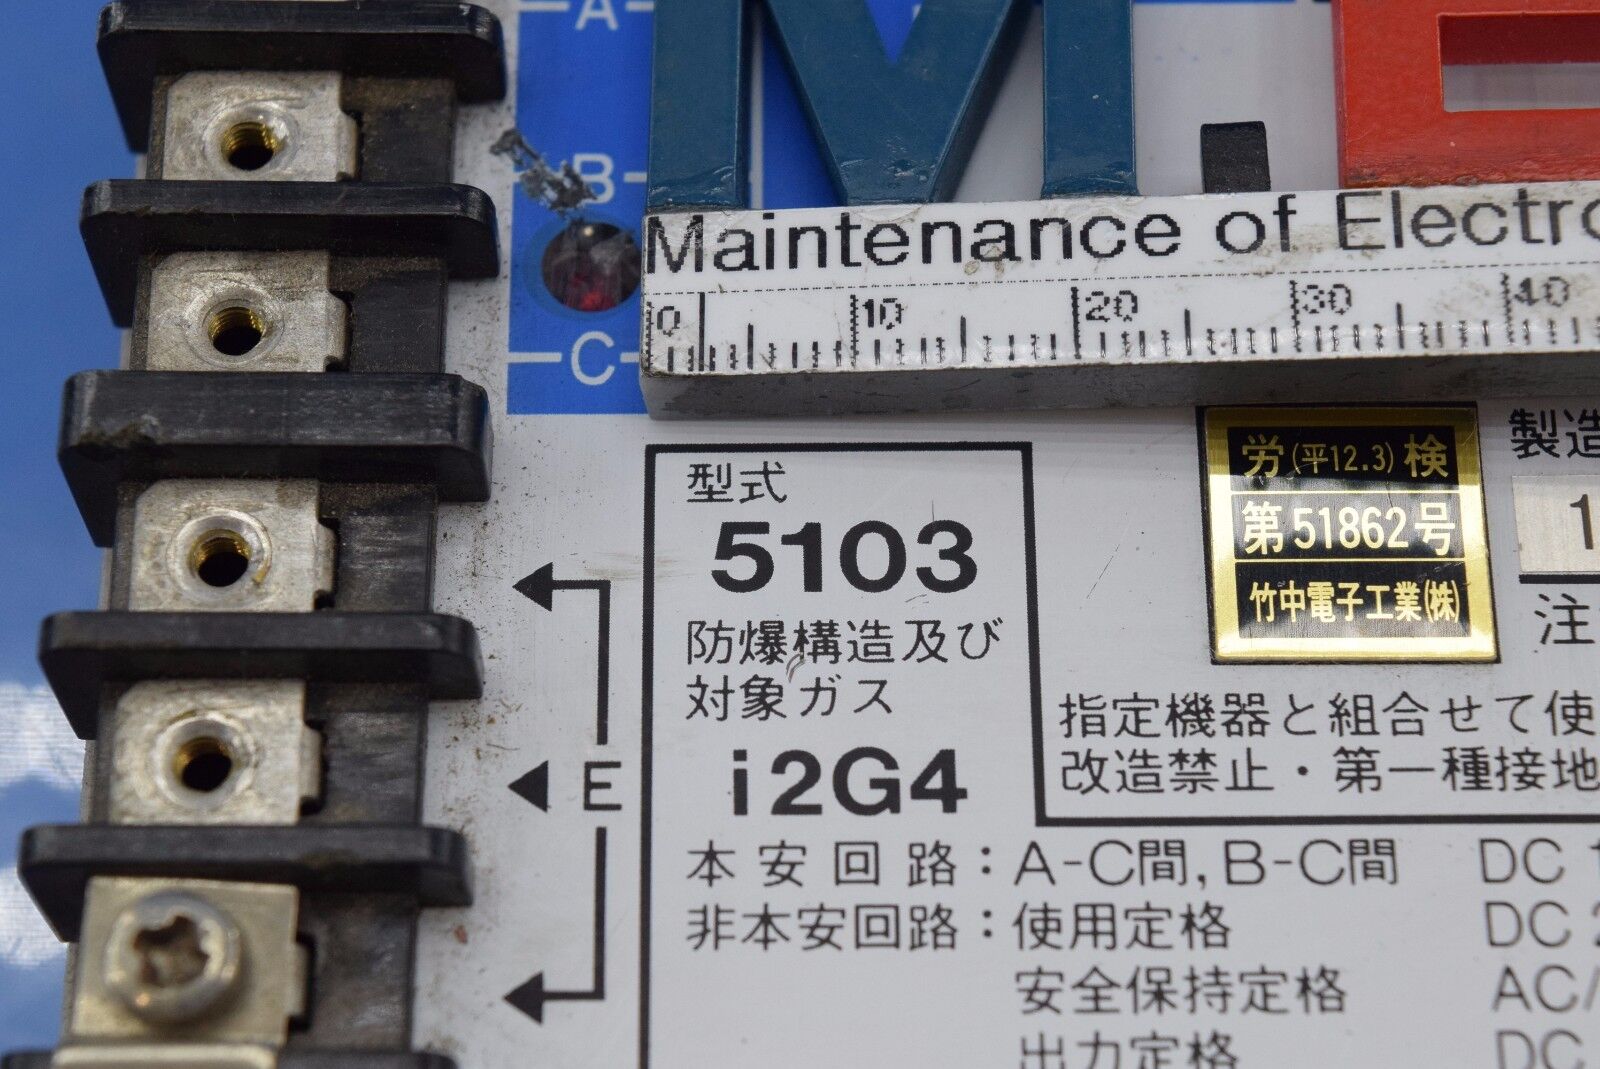 A
M.E
B
Maintenance of Electro
0 10 20 30 40
C
型式
5103
防爆構造及び
対象ガス
i2G4
労(平12.3)検
第51862号
竹中電子工業(株)
製造
1
注
指定機器と組合せて使
改造禁止・第一種接地
E
本安回路：A-C間, B-C間 DC 1
非本安回路：使用定格 DC 2
安全保持定格 AC/
出力定格 DC